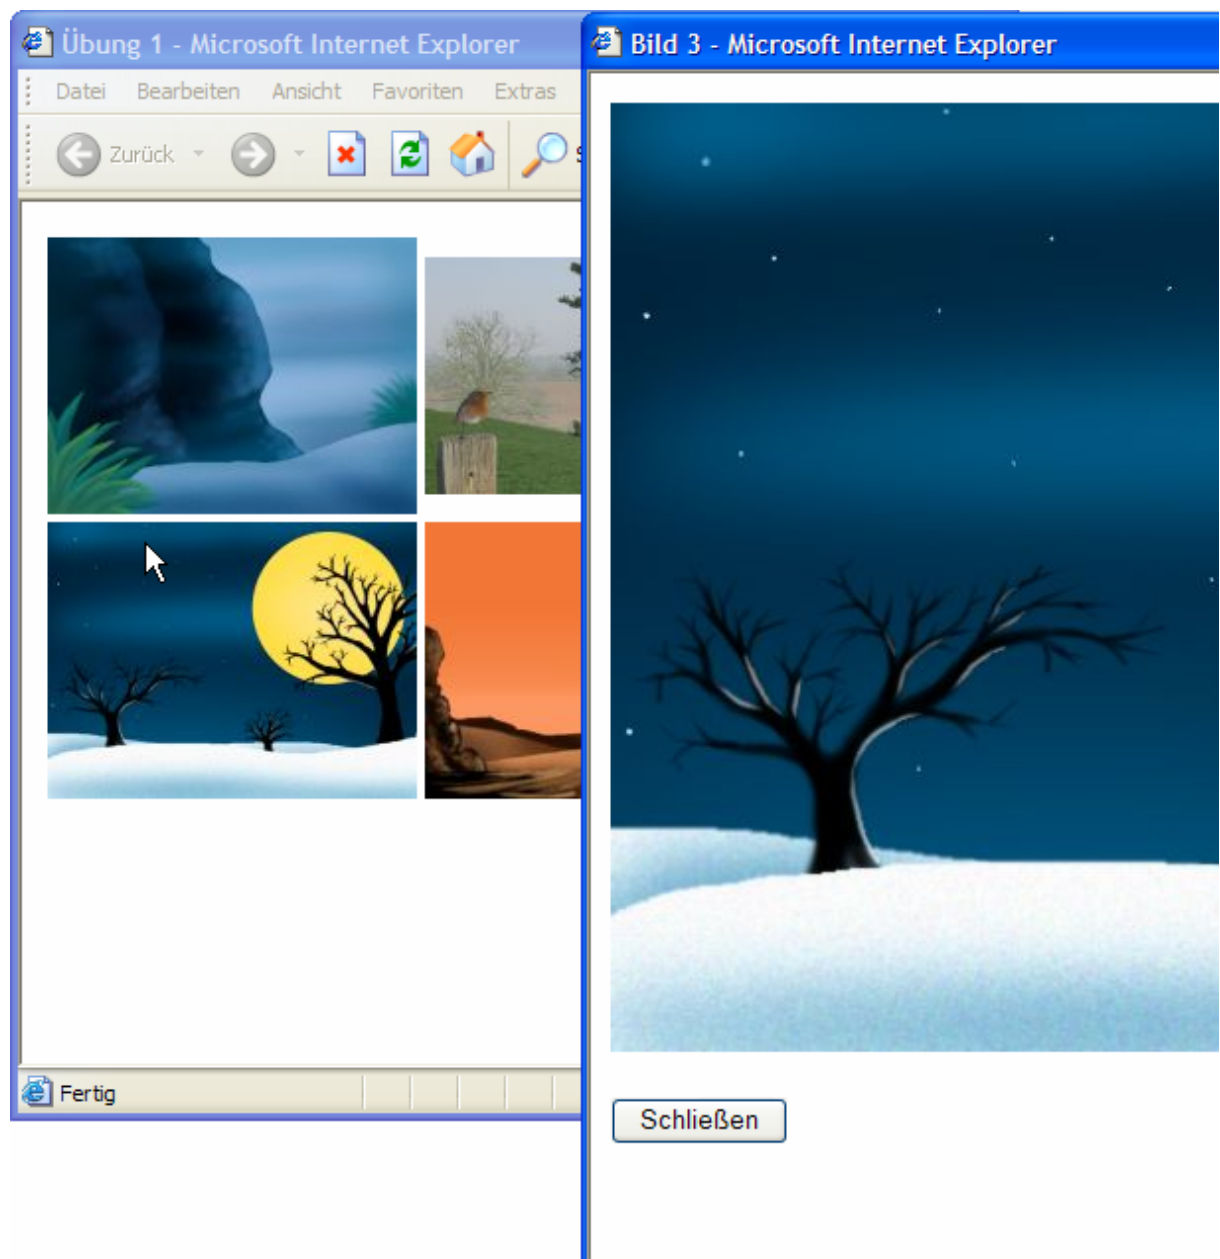 Übung 1 - Microsoft Internet Explorer
Datei Bearbeiten Ansicht Favoriten Extras
Zurück
Fertig
Bild 3 - Microsoft Internet Explorer
Schließen